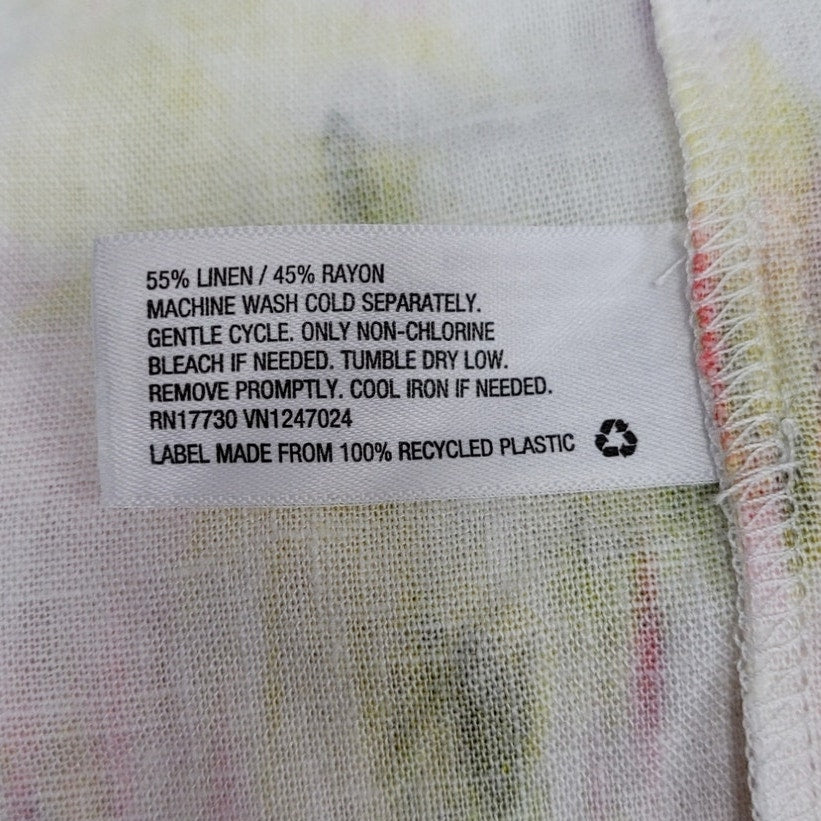 55% LINEN / 45% RAYON
MACHINE WASH COLD SEPARATELY.
GENTLE CYCLE. ONLY NON-CHLORINE
BLEACH IF NEEDED. TUMBLE DRY LOW.
REMOVE PROMPTLY. COOL IRON IF NEEDED.
RN17730 VN1247024
LABEL MADE FROM 100% RECYCLED PLASTIC